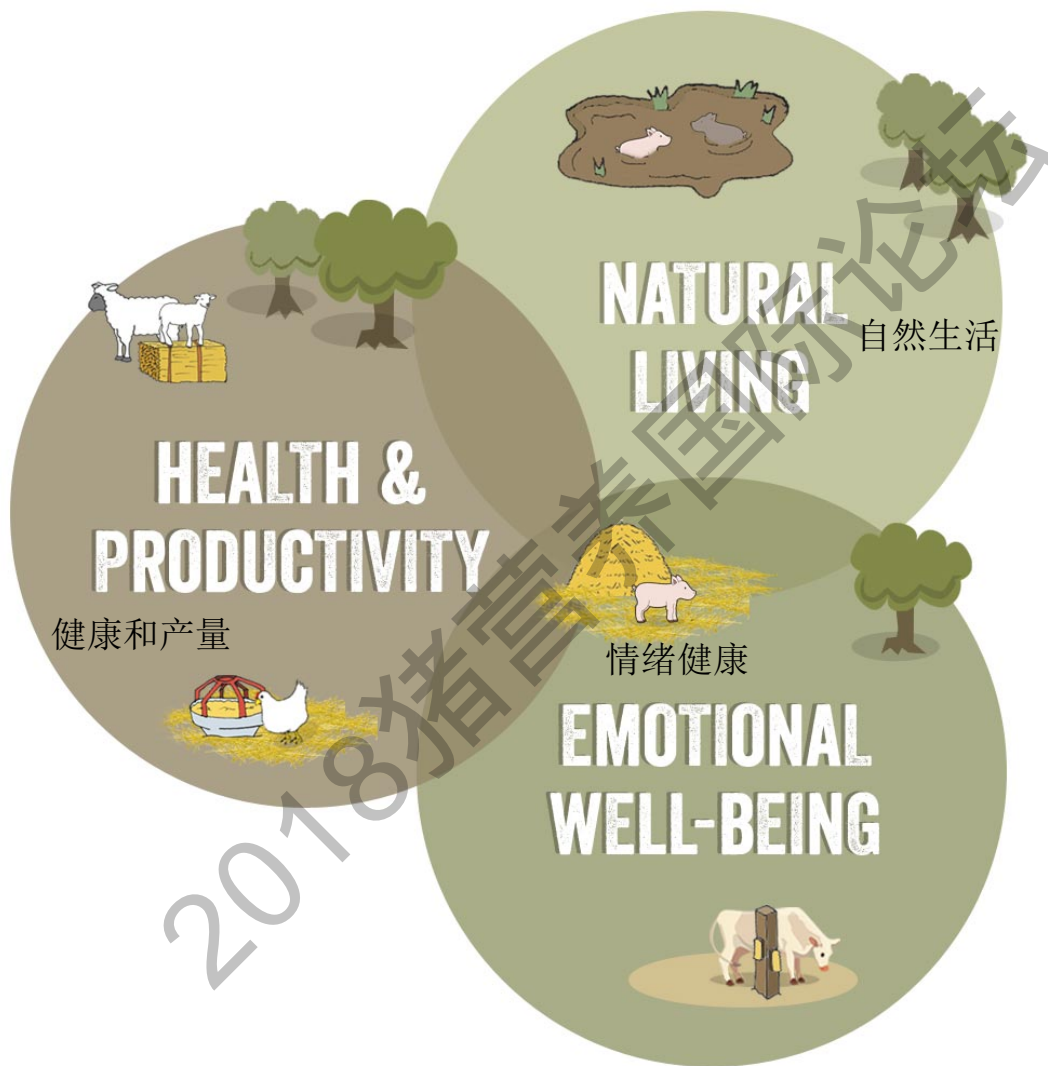 NATURAL
LIVING
自然生活
HEALTH &
PRODUCTIVITY
健康和产量
情绪健康
EMOTIONAL
WELL-BEING
2018猪营养国际论坛